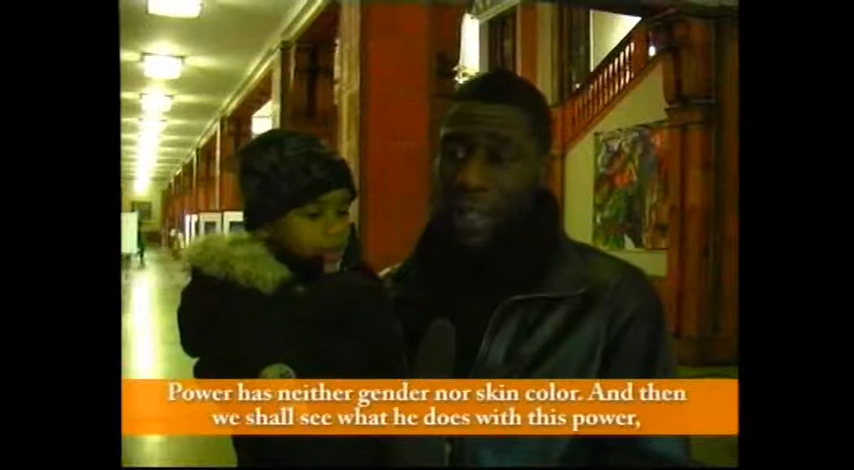 Power has neither gender nor skin color. And then
we shall see what he does with this power,